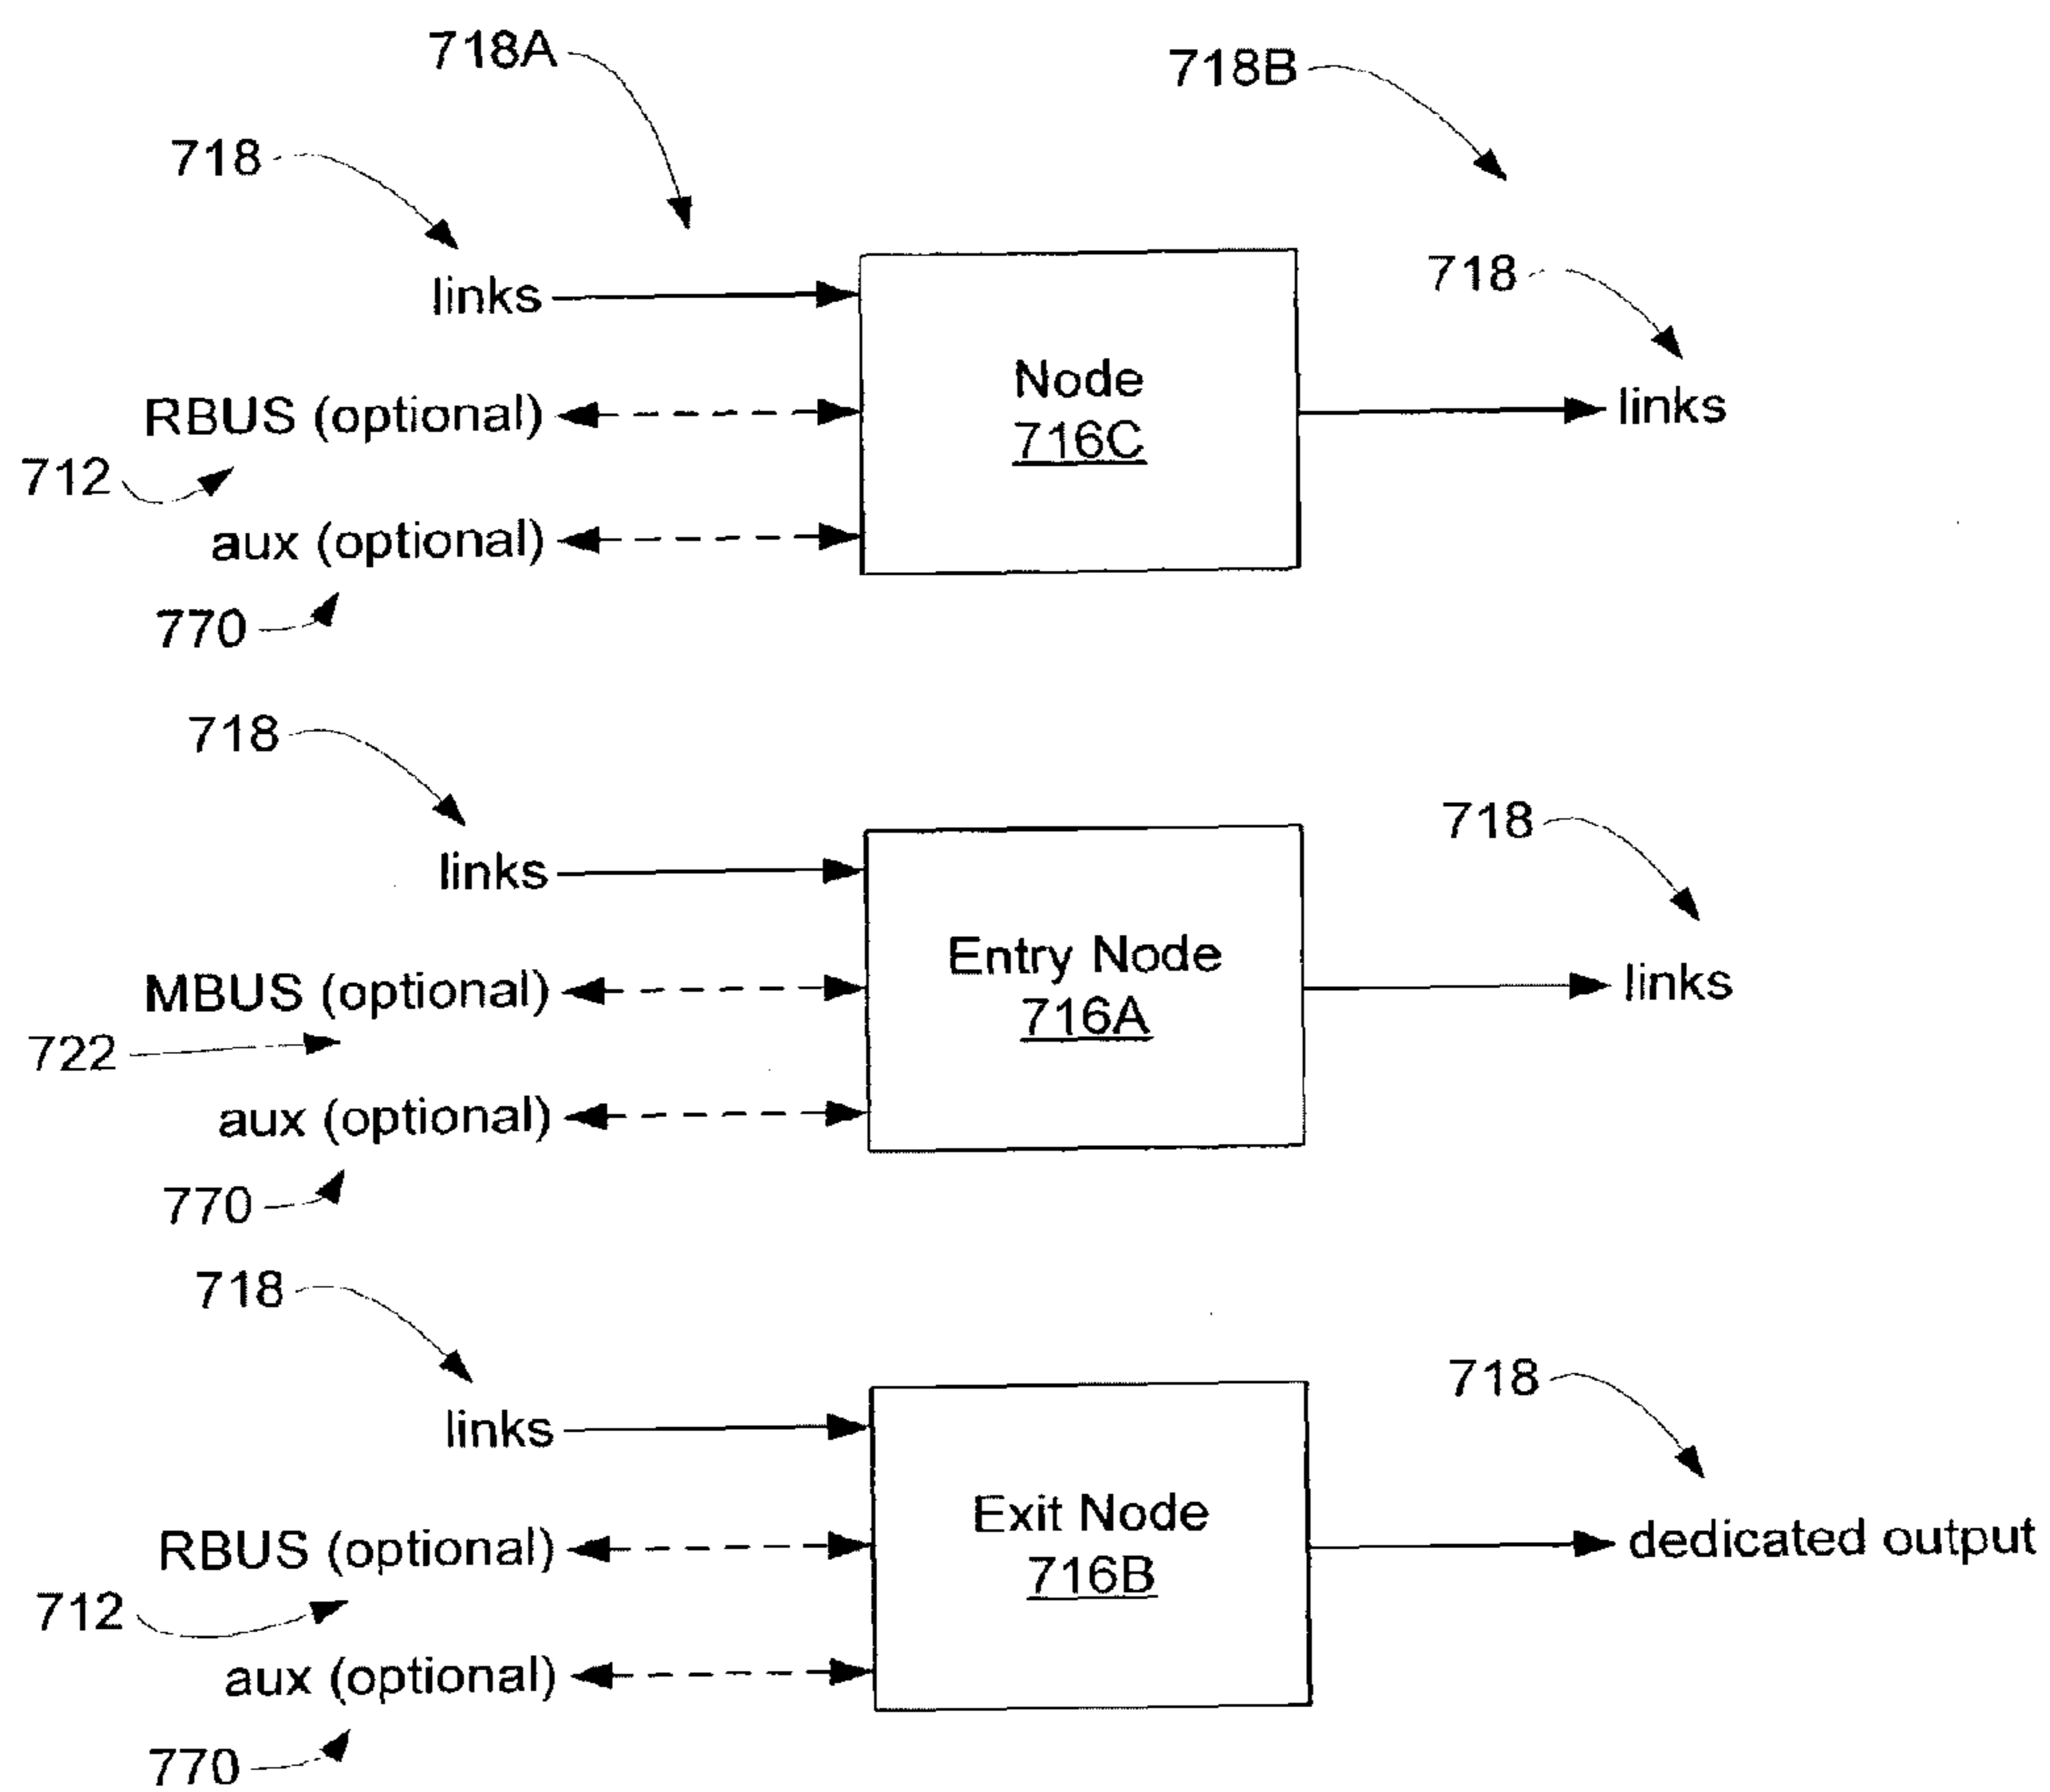 718A
718B
718
718
links
Node
716C
links
RBUS (optional)
712
aux (optional)
770
718
718
links
Entry Node
716A
links
MBUS (optional)
722
aux (optional)
770
718
718
links
Exit Node
716B
dedicated output
RBUS (optional)
712
aux (optional)
770